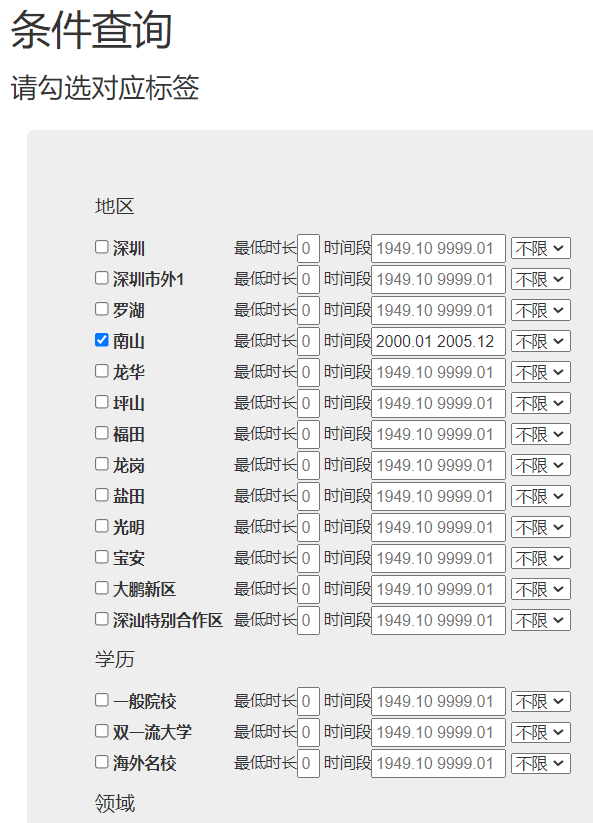 条件查询
请勾选对应标签
地区
深圳 最低时长 0 时间段 1949.10 9999.01 不限
深圳市外1 最低时长 0 时间段 1949.10 9999.01 不限
罗湖 最低时长 0 时间段 1949.10 9999.01 不限
南山 最低时长 0 时间段 2000.01 2005.12 不限
龙华 最低时长 0 时间段 1949.10 9999.01 不限
坪山 最低时长 0 时间段 1949.10 9999.01 不限
福田 最低时长 0 时间段 1949.10 9999.01 不限
龙岗 最低时长 0 时间段 1949.10 9999.01 不限
盐田 最低时长 0 时间段 1949.10 9999.01 不限
光明 最低时长 0 时间段 1949.10 9999.01 不限
宝安 最低时长 0 时间段 1949.10 9999.01 不限
大鹏新区 最低时长 0 时间段 1949.10 9999.01 不限
深汕特别合作区 最低时长 0 时间段 1949.10 9999.01 不限
学历
一般院校 最低时长 0 时间段 1949.10 9999.01 不限
双一流大学 最低时长 0 时间段 1949.10 9999.01 不限
海外名校 最低时长 0 时间段 1949.10 9999.01 不限
领域